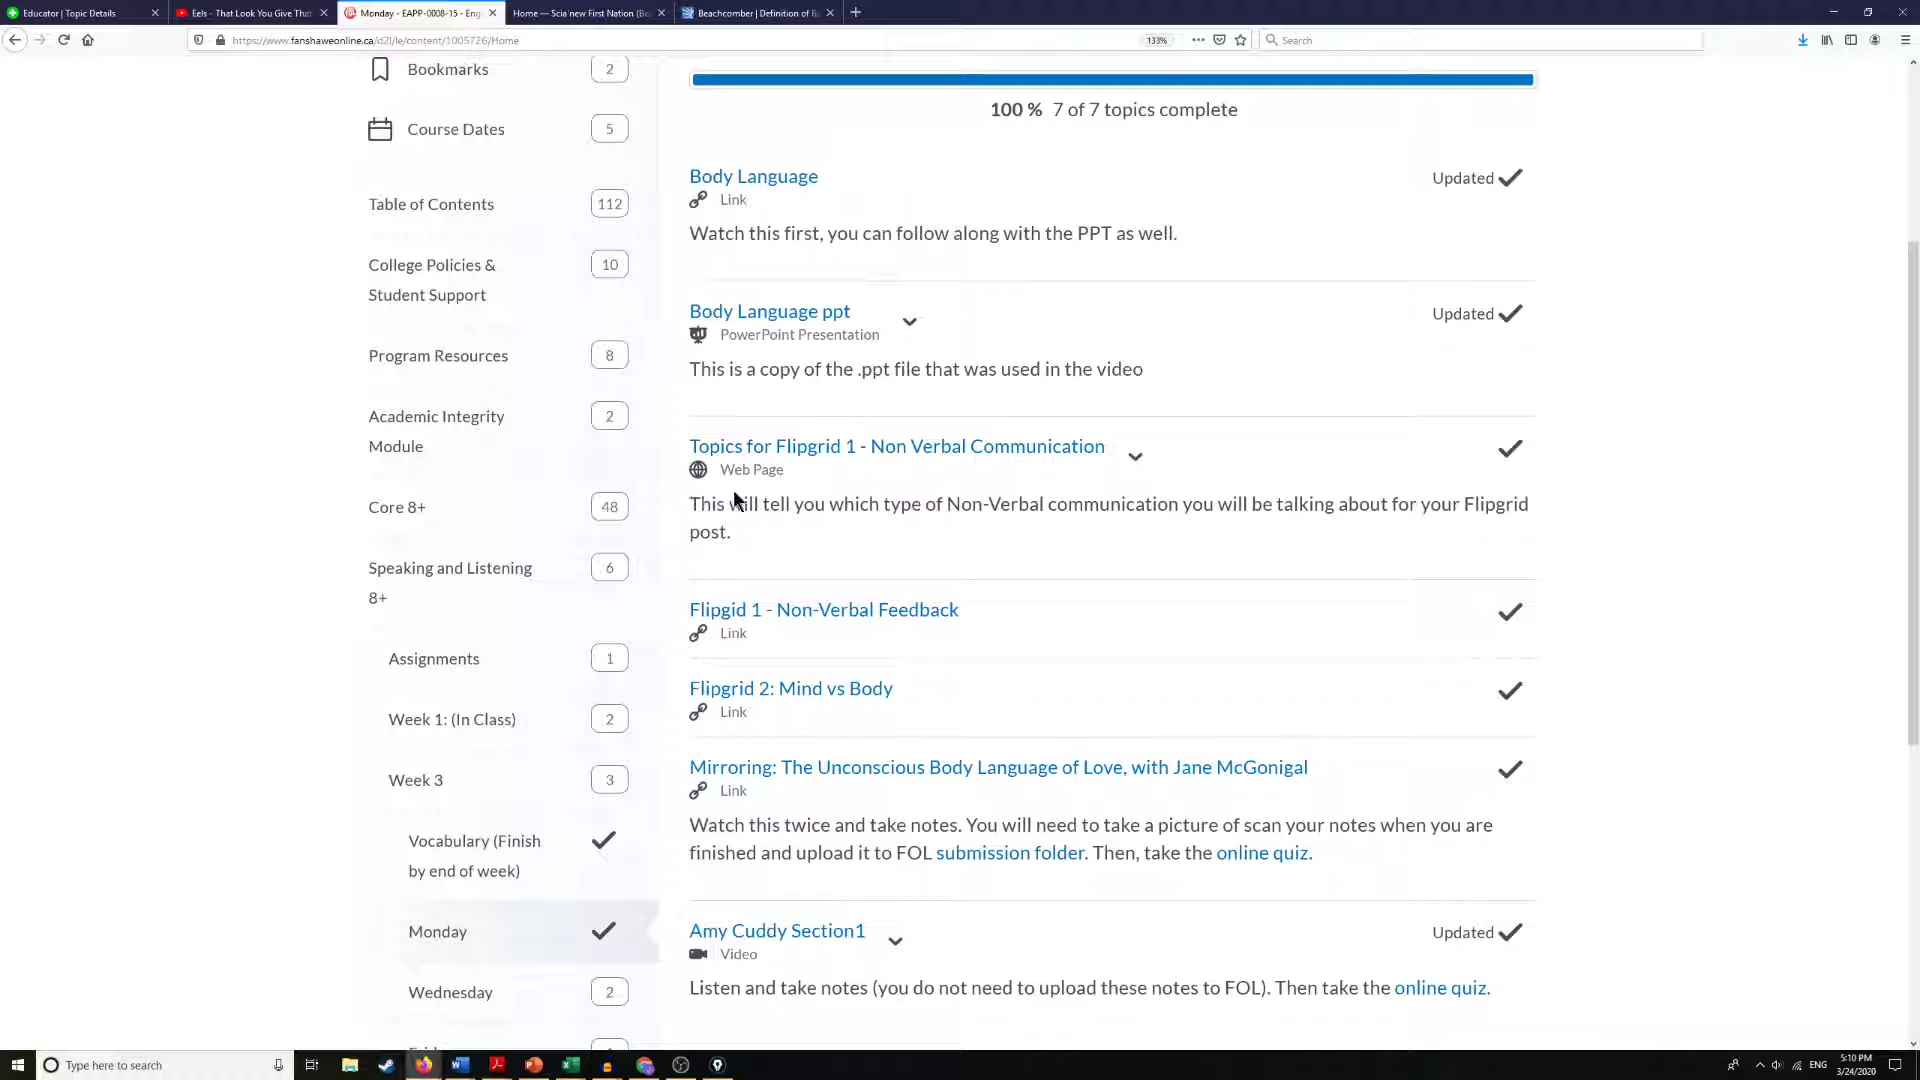 Educator | Topic Details
Eels - That Look You Give Tha
Monday - EAPP-0008-15 - Eng
Home — Scia'new First Nation (Be
Beachcomber | Definition of B
https://www.fanshaweonline.ca/d2l/le/content/1005726/Home
133%
Search
Bookmarks
2
Course Dates
5
Table of Contents
112
College Policies &
Student Support
10
Program Resources
8
Academic Integrity
Module
2
Core 8+
48
Speaking and Listening
8+
6
Assignments
1
Week 1: (In Class)
2
Week 3
3
Vocabulary (Finish
by end of week)
Monday
Wednesday
2
100 % 7 of 7 topics complete
Body Language
Updated
Link
Watch this first, you can follow along with the PPT as well.
Body Language ppt
Updated
PowerPoint Presentation
This is a copy of the .ppt file that was used in the video
Topics for Flipgrid 1 - Non Verbal Communication
Web Page
This will tell you which type of Non-Verbal communication you will be talking about for your Flipgrid
post.
Flipgid 1 - Non-Verbal Feedback
Link
Flipgrid 2: Mind vs Body
Link
Mirroring: The Unconscious Body Language of Love, with Jane McGonigal
Link
Watch this twice and take notes. You will need to take a picture of scan your notes when you are
finished and upload it to FOL submission folder. Then, take the online quiz.
Amy Cuddy Section1
Updated
Video
Listen and take notes (you do not need to upload these notes to FOL). Then take the online quiz.
Type here to search
ENG
5:10 PM
3/24/2020